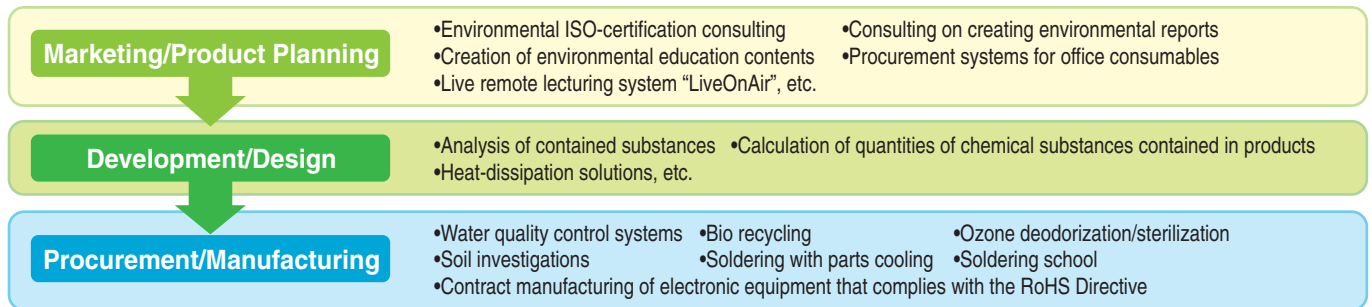 Marketing/Product Planning
•Environmental ISO-certification consulting •Consulting on creating environmental reports
•Creation of environmental education contents •Procurement systems for office consumables
•Live remote lecturing system “LiveOnAir”, etc.
Development/Design
•Analysis of contained substances •Calculation of quantities of chemical substances contained in products
•Heat-dissipation solutions, etc.
Procurement/Manufacturing
•Water quality control systems •Bio recycling •Ozone deodorization/sterilization
•Soil investigations •Soldering with parts cooling •Soldering school
•Contract manufacturing of electronic equipment that complies with the RoHS Directive